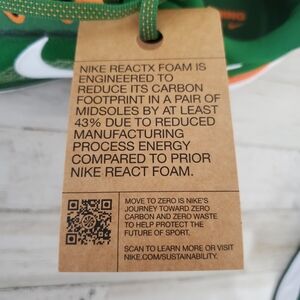 NIKE REACTX FOAM IS
ENGINEERED TO
REDUCE ITS CARBON
FOOTPRINT IN A PAIR OF
MIDSOLES BY AT LEAST
43% DUE TO REDUCED
MANUFACTURING
PROCESS ENERGY
COMPARED TO PRIOR
NIKE REACT FOAM.
MOVE TO ZERO IS NIKE'S
JOURNEY TOWARD ZERO
CARBON AND ZERO WASTE
TO HELP PROTECT THE
FUTURE OF SPORT.
SCAN TO LEARN MORE OR VISIT
NIKE.COM/SUSTAINABILITY.